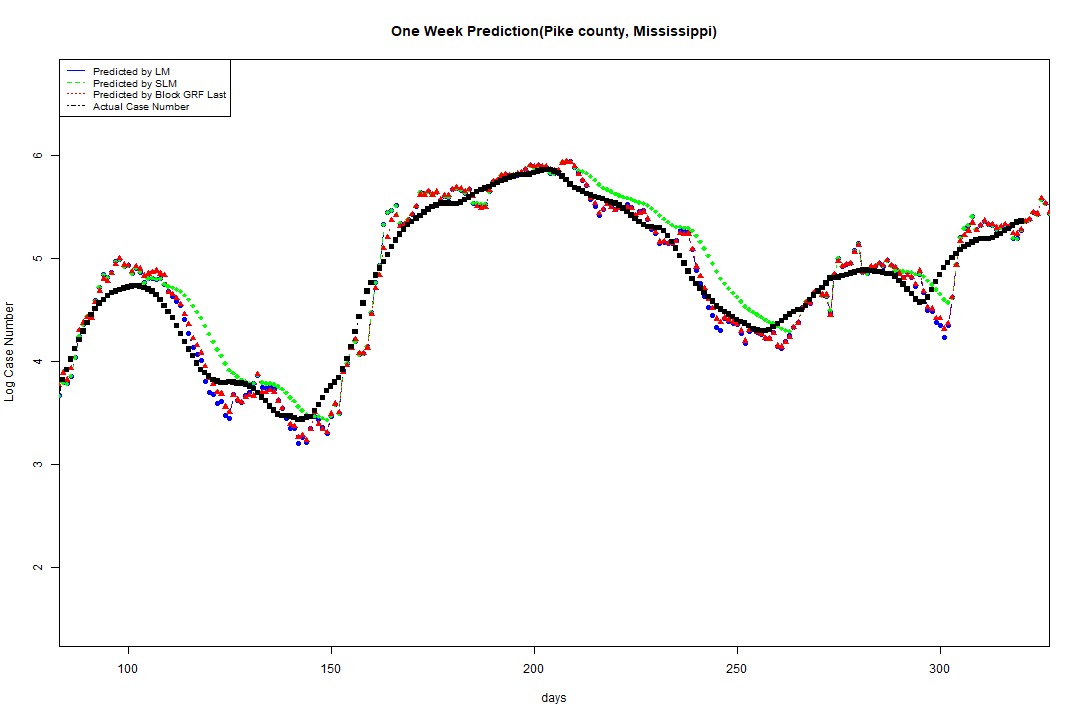 One Week Prediction(Pike county, Mississippi)
Predicted by LM
Predicted by SLM
Predicted by Block GRF Last
Actual Case Number
6
5
4
3
2
Log Case Number
100 150 200 250 300
days